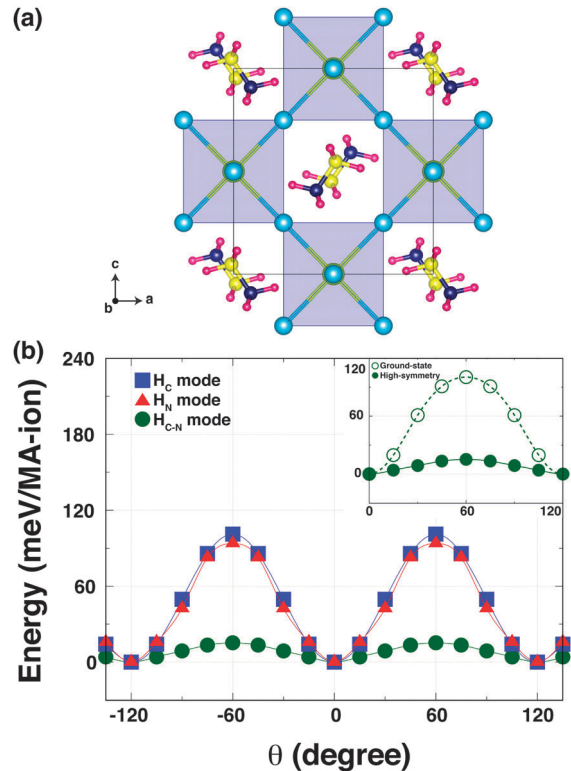 (a)
c
b
a
(b)
240
180
120
60
0
Energy (meV/MA-ion)
H_C mode
H_N mode
H_C-N mode
Ground-state
High-symmetry
120
60
0
0
60
120
-120
-60
0
60
120
θ (degree)